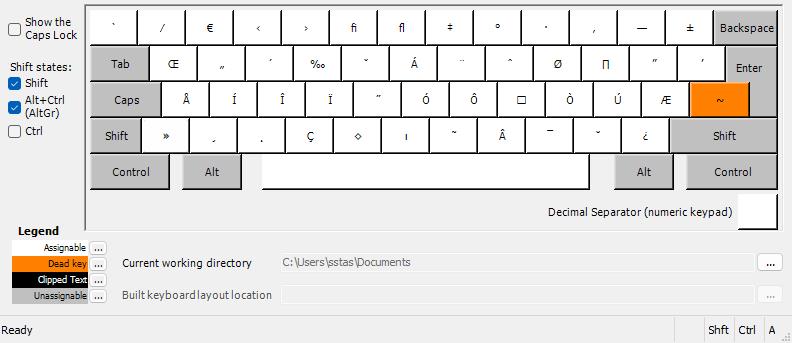 Show the
Caps Lock
Shift states:
Shift
Alt+Ctrl
(AltGr)
Ctrl
` / € ‹ › fi fl ‡ ° · ‚ — ± Backspace
Tab Œ „ ´ ‰ ˇ Á ¨ ˆ Ø ∏ ” ’ Enter
Caps Å Í Î Ï ˝ Ó Ô □ Ò Ú Æ ~
Shift » ¸ ˛ Ç ◇ ı ˜ Â ¯ ˘ ¿ Shift
Control Alt Alt Control
Decimal Separator (numeric keypad)
Legend
Assignable ...
Dead key ...
Clipped Text ...
Unassignable ...
Current working directory C:\Users\sstas\Documents ...
Built keyboard layout location ...
Ready Shft Ctrl A